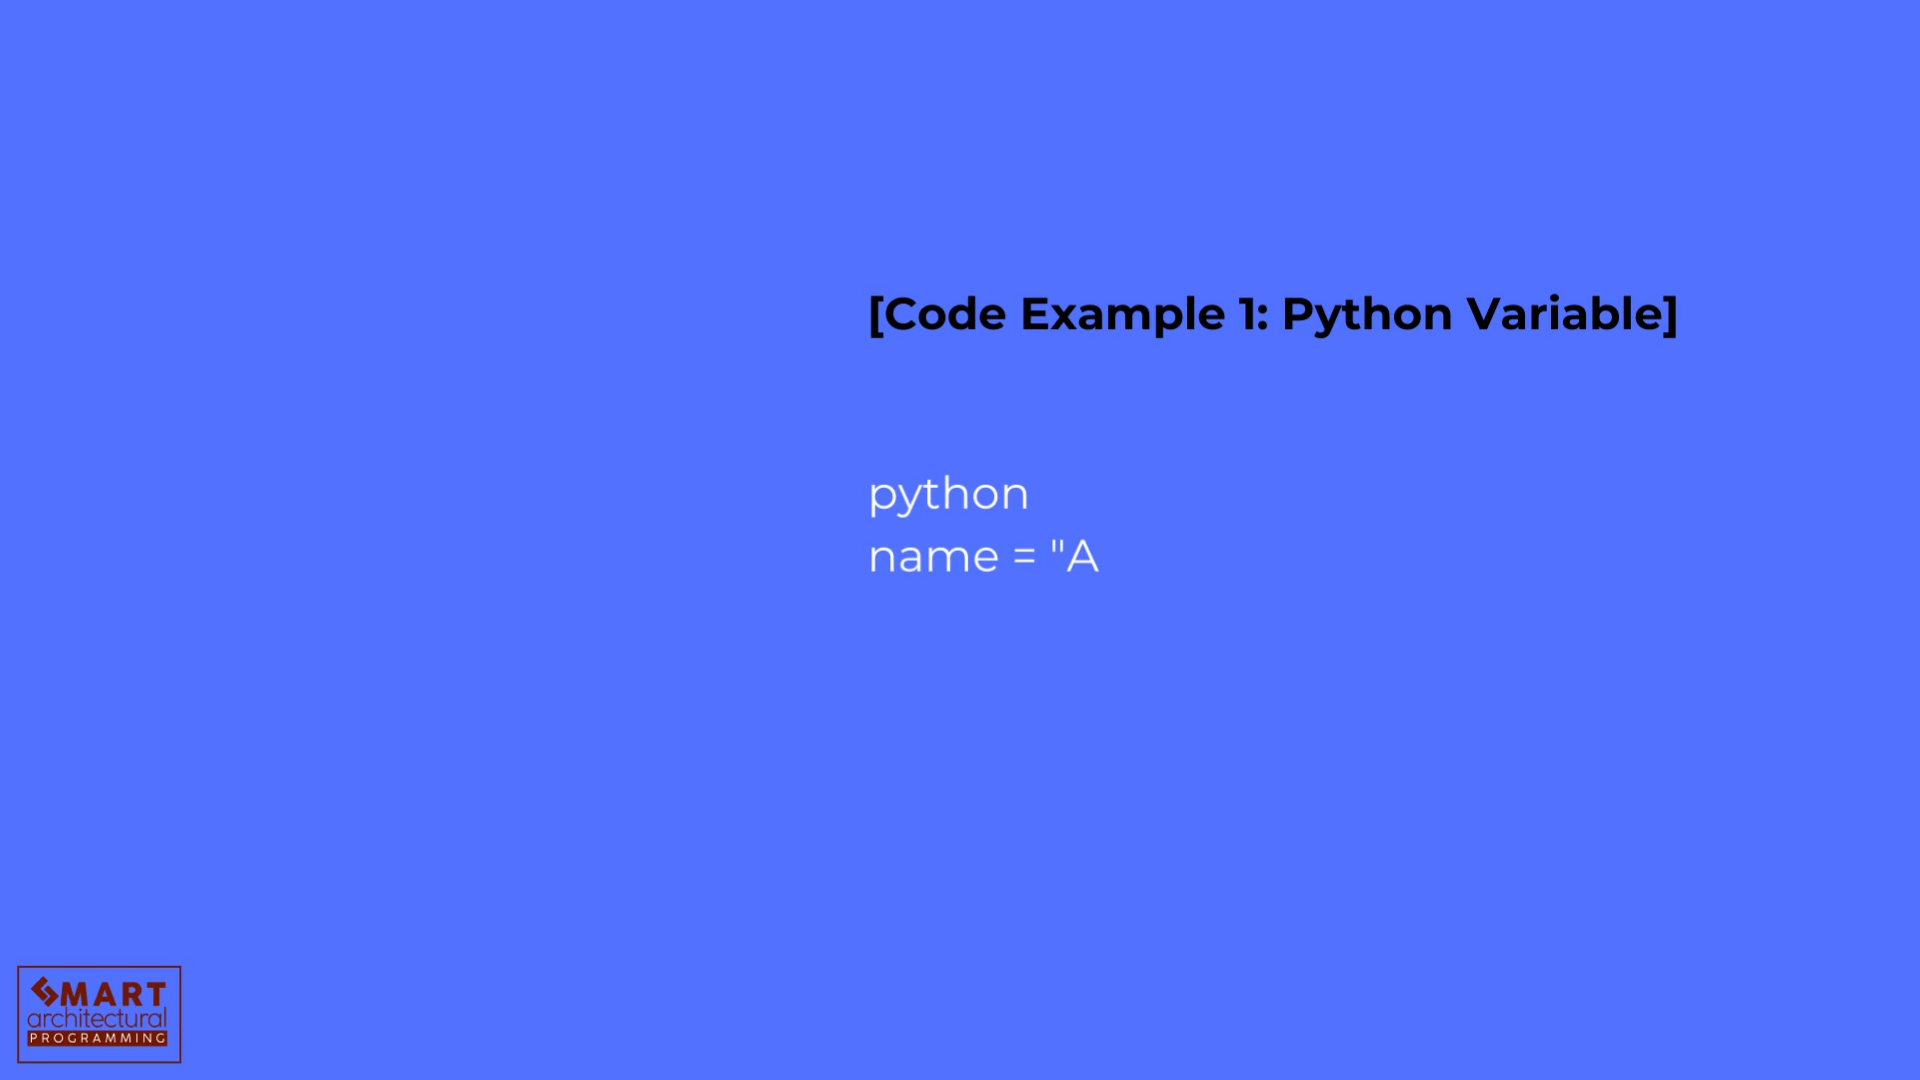 [Code Example 1: Python Variable]
python
name = "A
SMART
architectural
PROGRAMMING